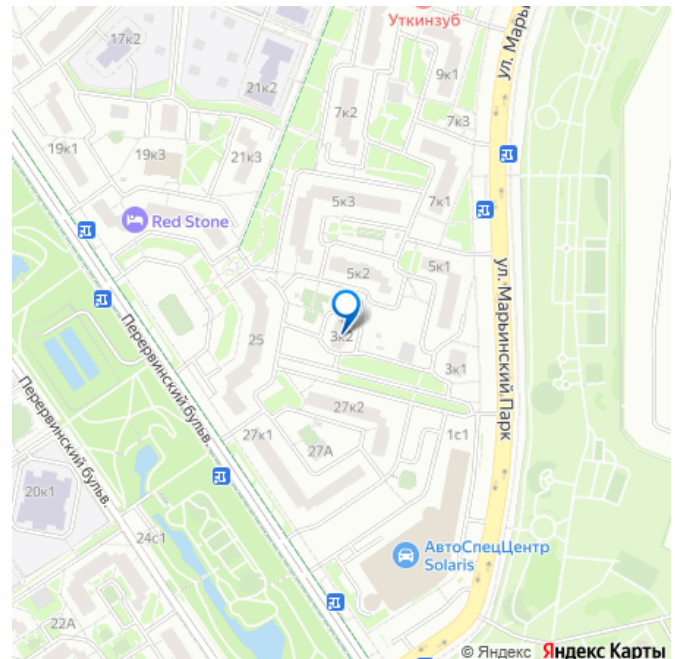 Уткинзуб
17к2
9к1
ул. Марьи
21к2
7к2
7к3
19к1
19к3
21к3
5к3
7к1
Red Stone
5к2
5к1
ул. Марьинский Парк
25
3к2
3к1
Перервинский бульв.
27к2
Перервинский бульв.
27к1
1с1
27А
20к1
24с1
АвтоСпецЦентр
Solaris
22А
© Яндекс Яндекс Карты